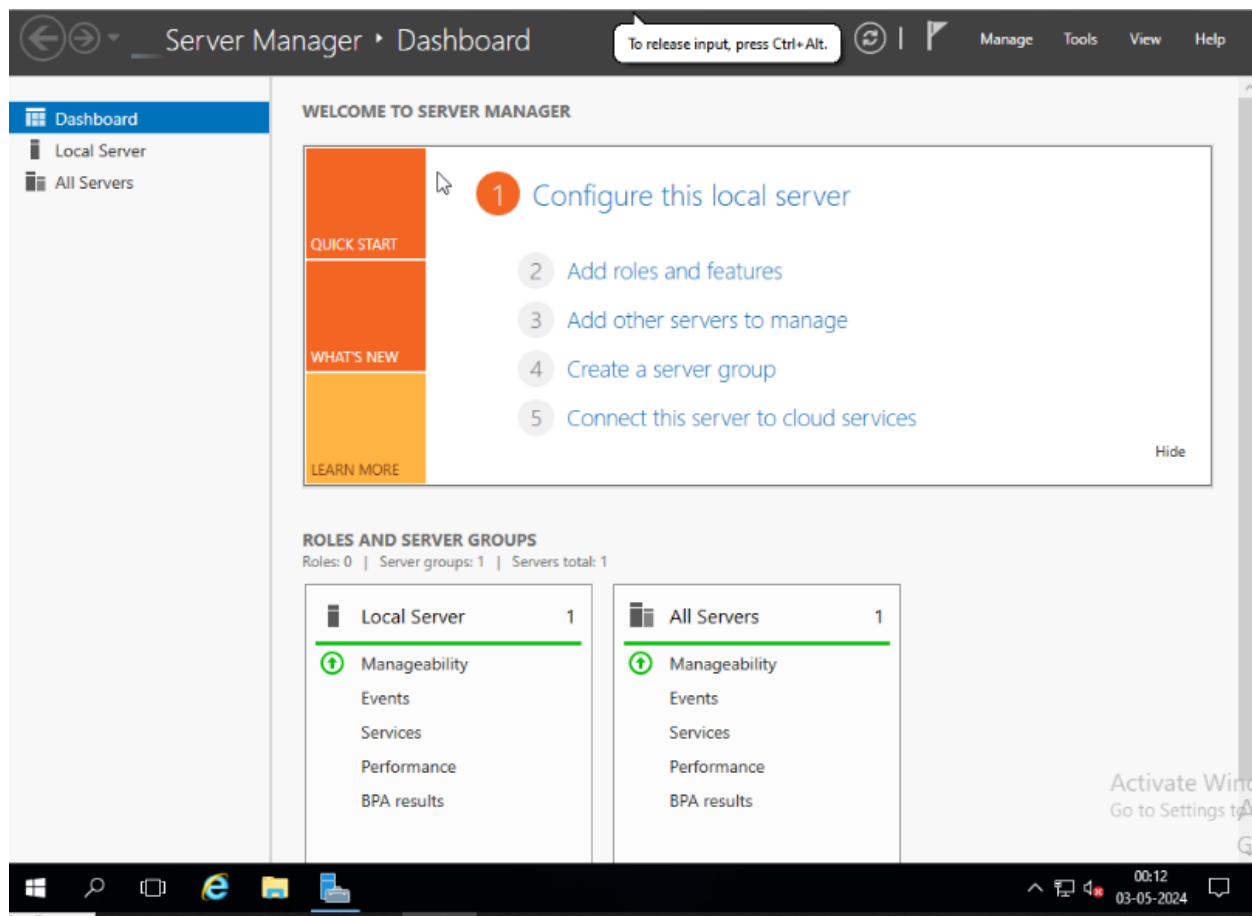 Server Manager ‣ Dashboard
To release input, press Ctrl+Alt.
Manage Tools View Help
Dashboard
Local Server
All Servers
WELCOME TO SERVER MANAGER
QUICK START
WHAT'S NEW
LEARN MORE
1 Configure this local server
2 Add roles and features
3 Add other servers to manage
4 Create a server group
5 Connect this server to cloud services
Hide
ROLES AND SERVER GROUPS
Roles: 0 | Server groups: 1 | Servers total: 1
Local Server 1
Manageability
Events
Services
Performance
BPA results
All Servers 1
Manageability
Events
Services
Performance
BPA results
Activate
Go to Settings
00:12
03-05-2024